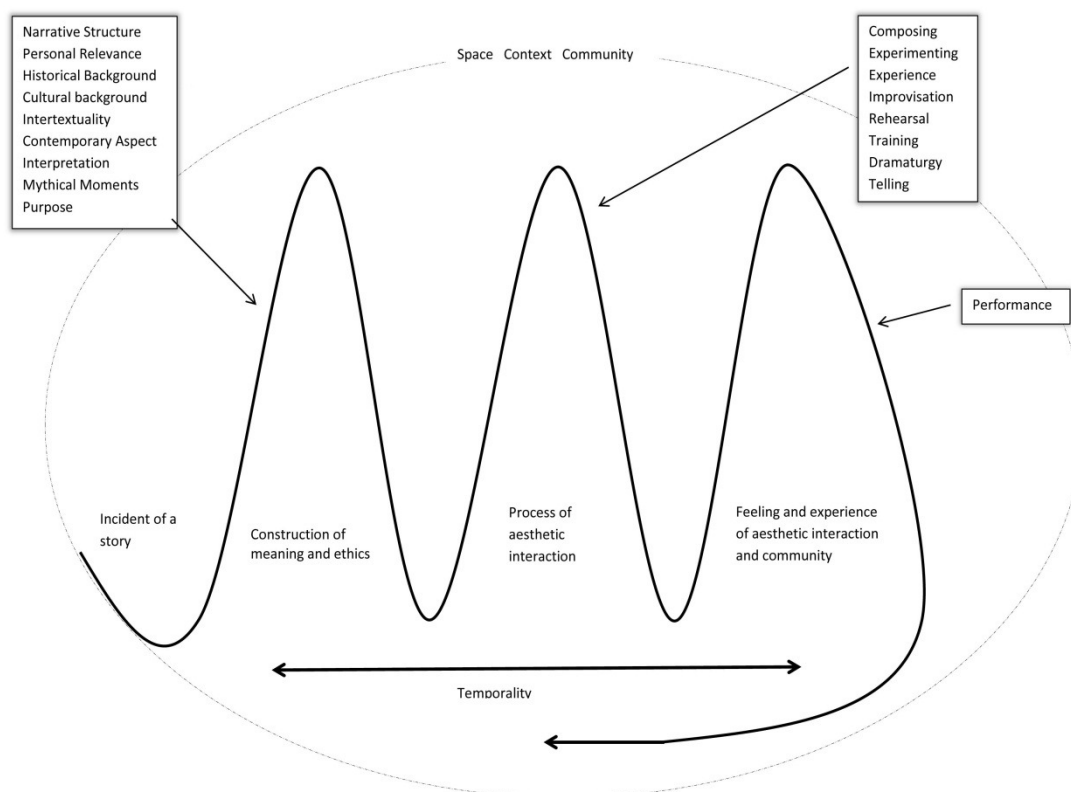 Narrative Structure
Personal Relevance
Historical Background
Cultural background
Intertextuality
Contemporary Aspect
Interpretation
Mythical Moments
Purpose
Space Context Community
Composing
Experimenting
Experience
Improvisation
Rehearsal
Training
Dramaturgy
Telling
Performance
Incident of a
story
Construction of
meaning and ethics
Process of
aesthetic
interaction
Feeling and experience
of aesthetic interaction
and community
Temporality